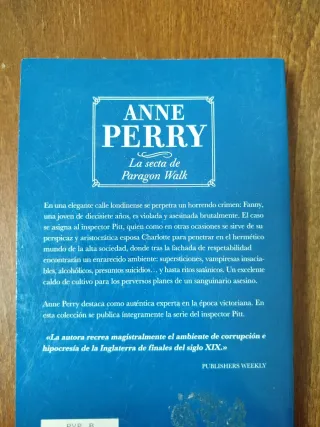 ANNE
PERRY
La secta de
Paragon Walk
En una elegante calle londinense se perpetra un horrendo crimen: Fanny,
una joven de diecisiete años, es violada y asesinada brutalmente. El caso
se asigna al inspector Pitt, quien como en otras ocasiones se sirve de su
perspicaz y aristocrática esposa Charlotte para penetrar en el hermético
mundo de la alta sociedad, donde tras la fachada de respetabilidad
encontrarán un enrarecido ambiente: supersticiones, vampiresas insacia-
bles, alcohólicos, presuntos suicidios... y hasta ritos satánicos. Un excelente
caldo de cultivo para los perversos planes de un sanguinario asesino.
Anne Perry destaca como auténtica experta en la época victoriana. En
esta colección se publica íntegramente la serie del inspector Pitt.
«La autora recrea magistralmente el ambiente de corrupción e
hipocresía de la Inglaterra de finales del siglo XIX.»
PUBLISHERS WEEKLY